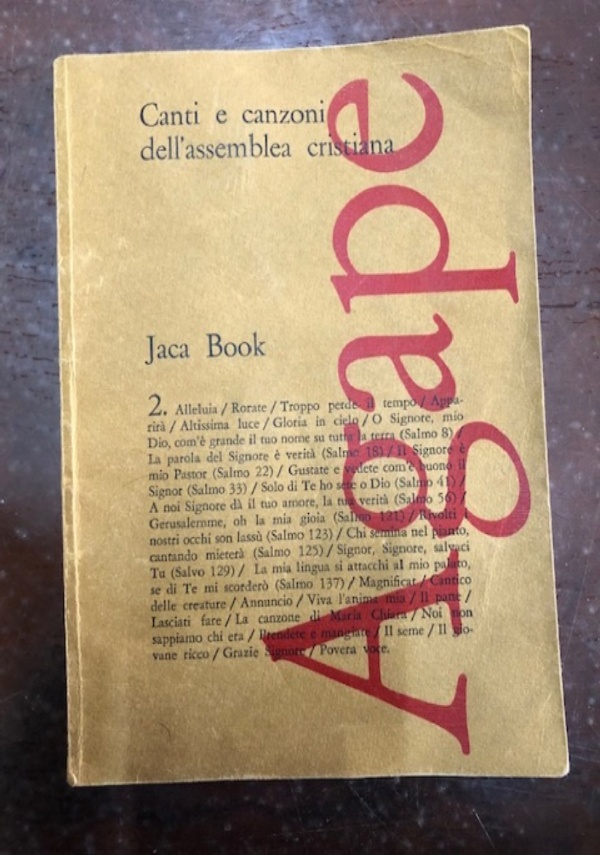 Canti e canzoni
dell'assemblea cristiana
Agape
Jaca Book
2. Alleluia / Rorate / Troppo perde il tempo / Appa-
rirà / Altissima luce / Gloria in cielo / O Signore, mio
Dio, com'è grande il tuo nome su tutta la terra (Salmo 8) /
La parola del Signore è verità (Salmo 18) / Il Signore è
mio Pastor (Salmo 22) / Gustate e vedete com'è buono il
Signor (Salmo 33) / Solo di Te ho sete o Dio (Salmo 41) /
A noi Signore dà il tuo amore, la tua verità (Salmo 56) /
Gerusalemme, oh la mia gioia (Salmo 121) / Rivolti i
nostri occhi son lassù (Salmo 123) / Chi semina nel pianto,
cantando mieterà (Salmo 125) / Signor, Signore, salvaci
Tu (Salvo 129) / La mia lingua si attacchi al mio palato,
se di Te mi scorderò (Salmo 137) / Magnificat / Cantico
delle creature / Annuncio / Viva l'anima mia / Il pane /
Lasciati fare / La canzone di Maria Chiara / Noi non
sappiamo chi era / Prendete e mangiate / Il seme / Il gio-
vane ricco / Grazie Signore / Povera voce.